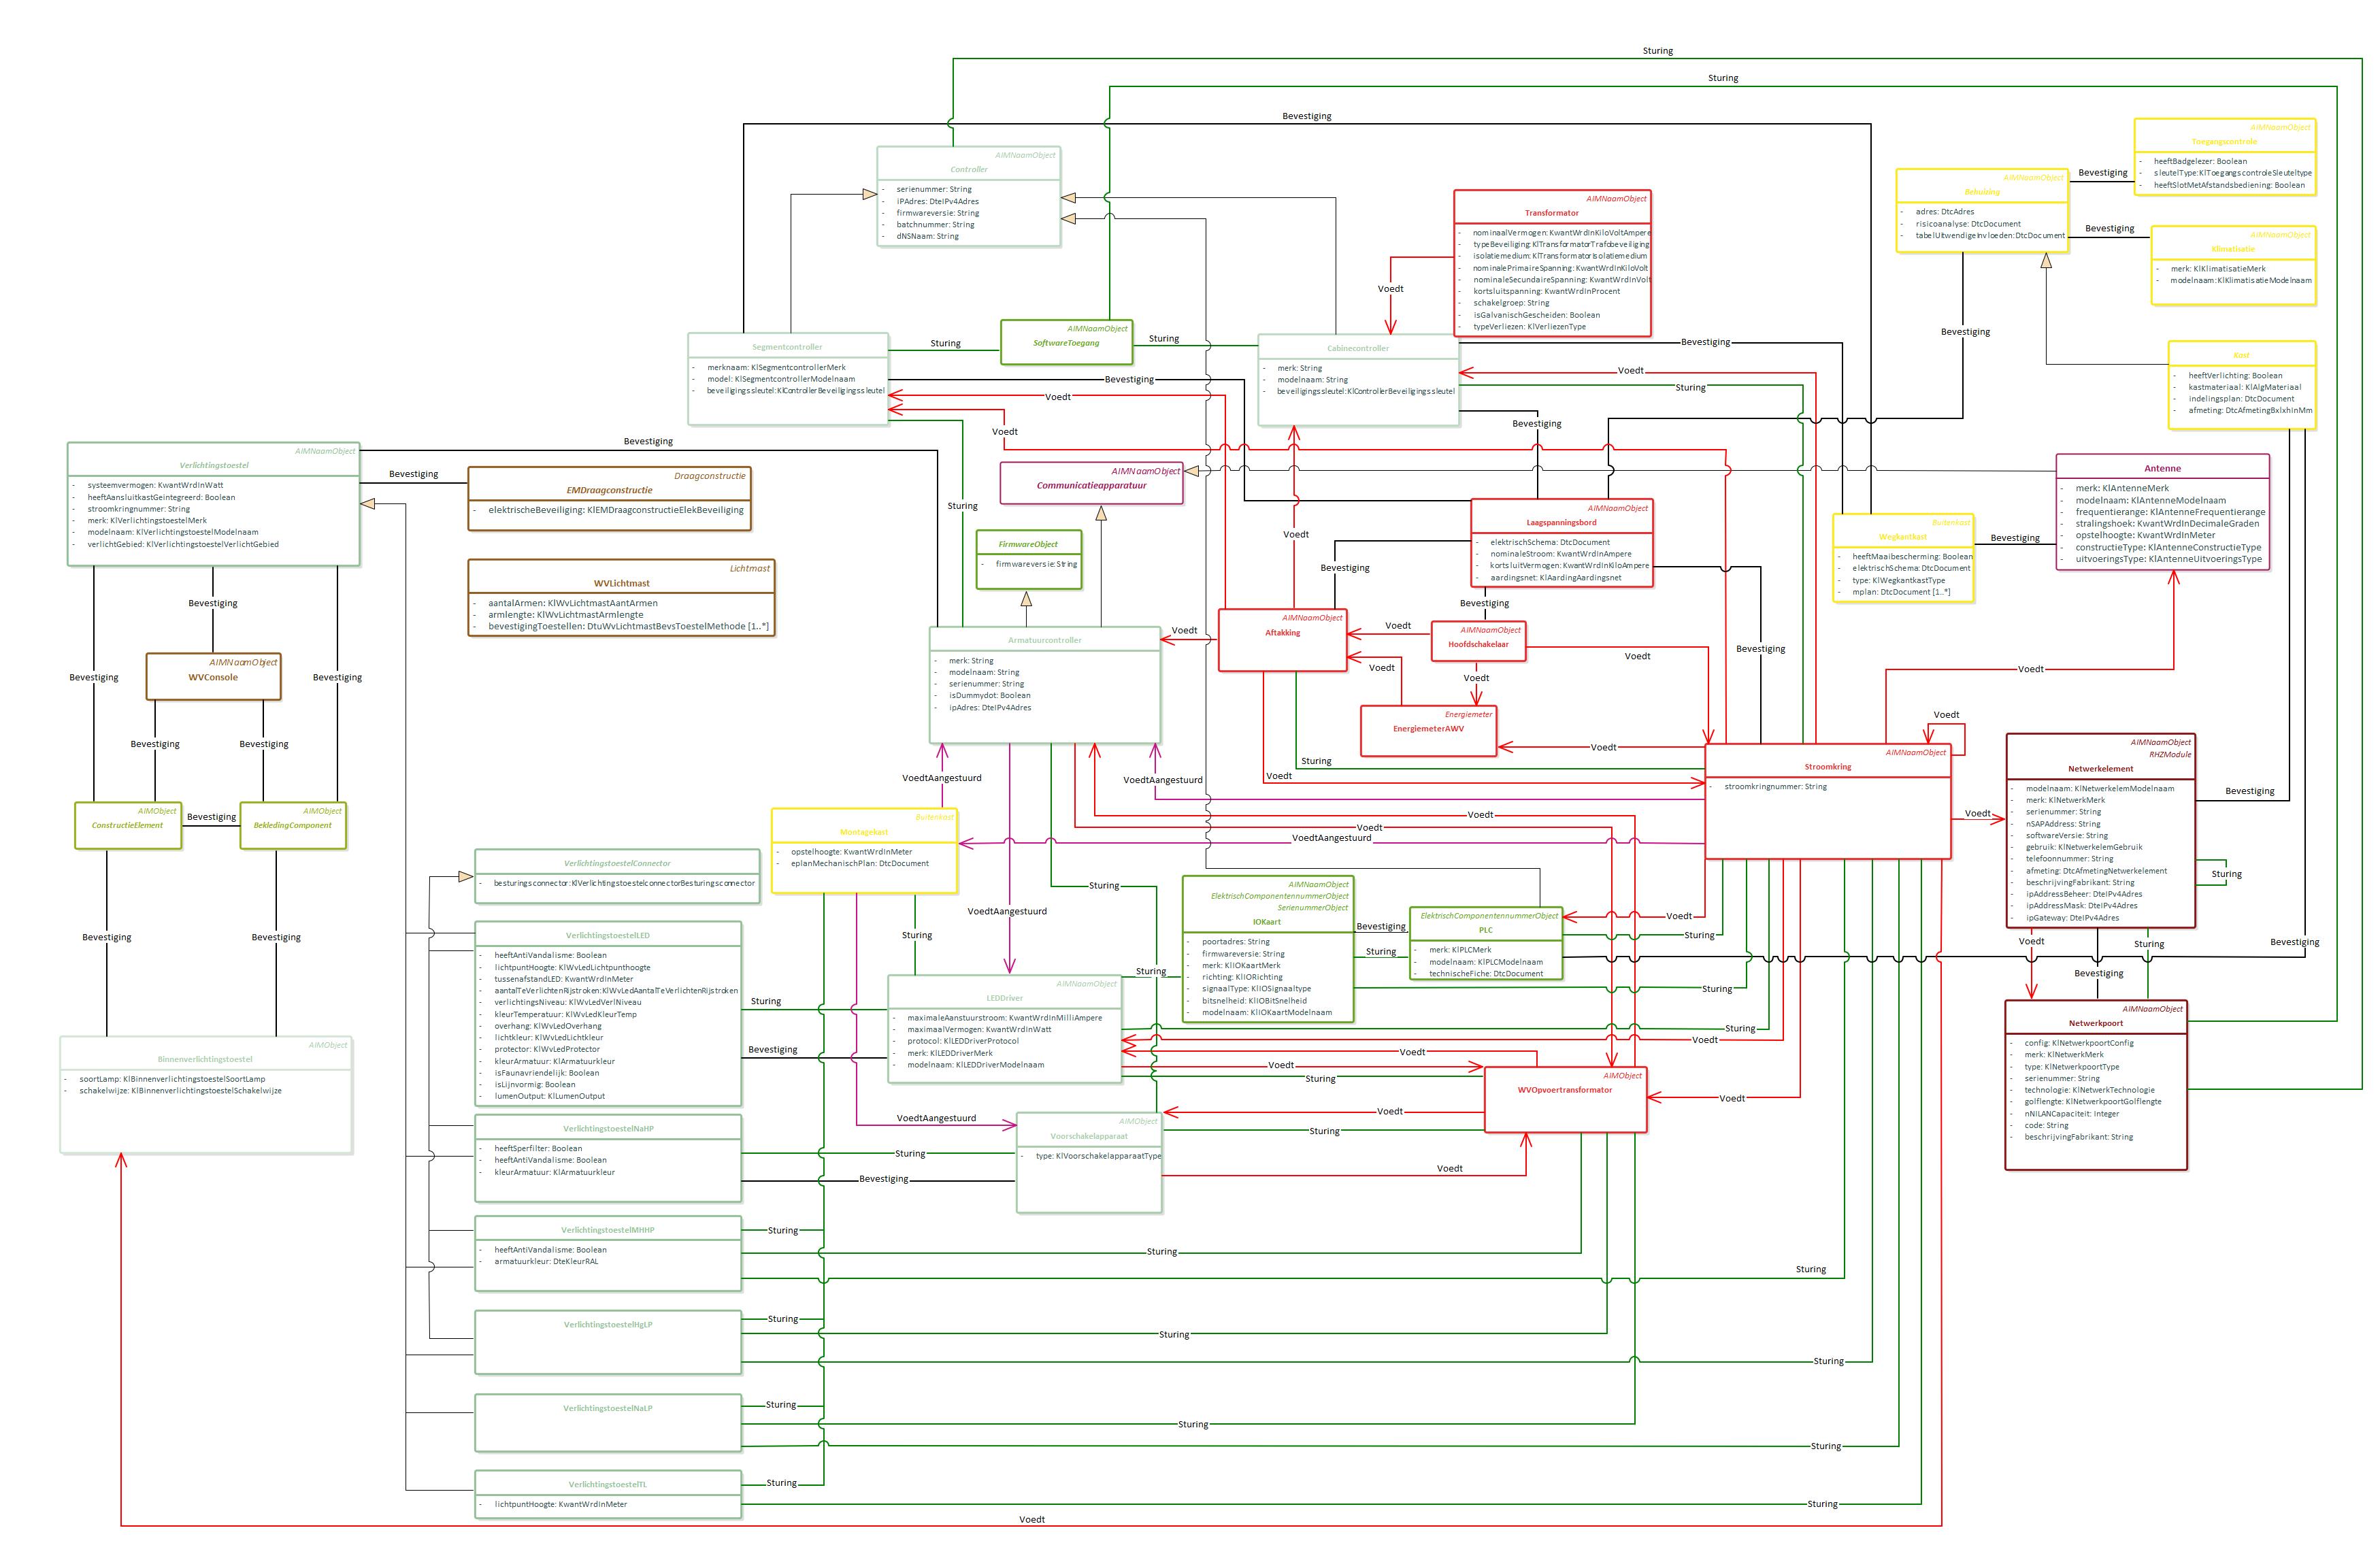 Sturing
Sturing
Bevestiging
AIMNaamObject
Controller
- serienummer: String
- iPAdres: DteIPv4Adres
- firmwareversie: String
- batchnummer: String
- dNSNaam: String
AIMNaamObject
Toegangscontrole
- heeftBadgelezer: Boolean
- sleutelType: KlToegangscontroleSleuteltype
- heeftSlotMetAfstandsbediening: Boolean
Bevestiging
AIMNaamObject
Behuizing
- adres: DtcAdres
- risicoanalyse: DtcDocument
- tabelUitwendigeInvloeden: DtcDocument
Bevestiging
AIMNaamObject
Klimatisatie
- merk: KlKlimatisatieMerk
- modelnaam: KlKlimatisatieModelnaam
AIMNaamObject
Transformator
- nominaalVermogen: KwantWrdInKiloVoltAmpere
- typeBeveiliging: KlTransformatorTrafobeveiliging
- isolatiemedium: KlTransformatorIsolatiemedium
- nominalePrimaireSpanning: KwantWrdInKiloVolt
- nominaleSecundaireSpanning: KwantWrdInVolt
- kortsluitspanning: KwantWrdInProcent
- schakelgroep: String
- isGalvanischGescheiden: Boolean
- typeVerliezen: KlVerliezenType
Voedt
Bevestiging
Segmentcontroller
- merknaam: KlSegmentcontrollerMerk
- model: KlSegmentcontrollerModelnaam
- beveiligingssleutel: KlControllerBeveiligingssleutel
Sturing
AIMNaamObject
SoftwareToegang
Sturing
Cabinecontroller
- merk: String
- modelnaam: String
- beveiligingssleutel: KlControllerBeveiligingssleutel
Bevestiging
Voedt
Sturing
Bevestiging
Bevestiging
Voedt
Voedt
Kast
- heeftVerlichting: Boolean
- kastmateriaal: KlAlgMateriaal
- indelingsplan: DtcDocument
- afmeting: DtcAfmetingBxlxhInMm
AIMNaamObject
Verlichtingstoestel
- systeemvermogen: KwantWrdInWatt
- heeftAansluitkastGeintegreerd: Boolean
- stroomkringnummer: String
- merk: KlVerlichtingstoestelMerk
- modelnaam: KlVerlichtingstoestelModelnaam
- verlichtGebied: KlVerlichtingstoestelVerlichtGebied
Bevestiging
Bevestiging
Draagconstructie
EMDraagconstructie
- elektrischeBeveiliging: KlEMDraagconstructieElekBeveiliging
Lichtmast
WVLichtmast
- aantalArmen: KlWvLichtmastAantArmen
- armlengte: KlWvLichtmastArmlengte
- bevestigingToestellen: DtuWvLichtmastBevsToestelMethode [1..*]
AIMNaamObject
Communicatieapparatuur
Sturing
FirmwareObject
- firmwareversie: String
Voedt
AIMNaamObject
Laagspanningsbord
- elektrischSchema: DtcDocument
- nominaleStroom: KwantWrdInAmpere
- kortsluitVermogen: KwantWrdInKiloAmpere
- aardingsnet: KlAardingAardingsnet
Buitenkast
Wegkantkast
- heeftMaaibescherming: Boolean
- elektrischSchema: DtcDocument
- type: KlWegkantkastType
- mplan: DtcDocument [1..*]
Bevestiging
Antenne
- merk: KlAntenneMerk
- modelnaam: KlAntenneModelnaam
- frequentierange: KlAntenneFrequentierange
- stralingshoek: KwantWrdInDecimaleGraden
- opstelhoogte: KwantWrdInMeter
- constructieType: KlAntenneConstructieType
- uitvoeringsType: KlAntenneUitvoeringsType
Bevestiging
Bevestiging
Bevestiging
AIMNaamObject
Armatuurcontroller
- merk: String
- modelnaam: String
- serienummer: String
- isDummydot: Boolean
- ipAdres: DteIPv4Adres
Voedt
AIMNaamObject
Aftakking
Voedt
AIMNaamObject
Hoofdschakelaar
Voedt
Voedt
Voedt
Bevestiging
Voedt
Bevestiging
AIMNaamObject
WVConsole
Bevestiging
Energiemeter
EnergiemeterAWV
Voedt
Voedt
Bevestiging
Bevestiging
Sturing
Voedt
AIMNaamObject
Stroomkring
- stroomkringnummer: String
Voedt
AIMNaamObject
RHZModule
Netwerkelement
- modelnaam: KlNetwerkelemModelnaam
- merk: KlNetwerkMerk
- serienummer: String
- nSAPAddress: String
- softwareVersie: String
- gebruik: KlNetwerkelemGebruik
- telefoonnummer: String
- afmeting: DtcAfmetingNetwerkelement
- beschrijvingFabrikant: String
- ipAddressBeheer: DteIPv4Adres
- ipAddressMask: DteIPv4Adres
- ipGateway: DteIPv4Adres
Bevestiging
Sturing
VoedtAangestuurd
VoedtAangestuurd
AIMObject
ConstructieElement
Bevestiging
AIMObject
BekledingComponent
Buitenkast
Montagekast
- opstelhoogte: KwantWrdInMeter
- eplanMechanischPlan: DtcDocument
Voedt
Voedt
VoedtAangestuurd
VerlichtingstoestelConnector
- besturingsconnector: KlVerlichtingstoestelconnectorBesturingsconnector
Sturing
VoedtAangestuurd
AIMNaamObject
ElektrischComponentennummerObject
SerienummerObject
IOKaart
- poortadres: String
- firmwareversie: String
- merk: KlIOKaartMerk
- richting: KlIORichting
- signaalType: KlIOSignaaltype
- bitsnelheid: KlIOBitSnelheid
- modelnaam: KlIOKaartModelnaam
Bevestiging
Sturing
ElektrischComponentennummerObject
PLC
- merk: KlPLCMerk
- modelnaam: KlPLCModelnaam
- technischeFiche: DtcDocument
Voedt
Sturing
Sturing
Bevestiging
Bevestiging
Voedt
Sturing
Bevestiging
Bevestiging
VerlichtingstoestelLED
- heeftAntiVandalisme: Boolean
- lichtpuntHoogte: KlWvLedLichtpunthoogte
- tussenafstandLED: KwantWrdInMeter
- aantalTeVerlichtenRijstroken: KlWvLedAantalTeVerlichtenRijstroken
- verlichtingsNiveau: KlWvLedVerlNiveau
- kleurTemperatuur: KlWvLedKleurTemp
- overhang: KlWvLedOverhang
- lichtkleur: KlWvLedLichtkleur
- protector: KlWvLedProtector
- kleurArmatuur: KlArmatuurkleur
- isFaunavriendelijk: Boolean
- isLijnvormig: Boolean
- lumenOutput: KlLumenOutput
Sturing
Sturing
Sturing
Bevestiging
AIMNaamObject
LEDDriver
- maximaleAanstuurstroom: KwantWrdInMilliAmpere
- maximaalVermogen: KwantWrdInWatt
- protocol: KlLEDDriverProtocol
- merk: KlLEDDriverMerk
- modelnaam: KlLEDDriverModelnaam
Sturing
Voedt
Voedt
Voedt
Sturing
AIMObject
WVOpvoertransformator
Voedt
AIMNaamObject
Netwerkpoort
- config: KlNetwerkpoortConfig
- merk: KlNetwerkMerk
- type: KlNetwerkpoortType
- serienummer: String
- technologie: KlNetwerkTechnologie
- golflengte: KlNetwerkpoortGolflengte
- nNILANCapaciteit: Integer
- code: String
- beschrijvingFabrikant: String
AIMObject
Binnenverlichtingstoestel
- soortLamp: KlBinnenverlichtingstoestelSoortLamp
- schakelwijze: KlBinnenverlichtingstoestelSchakelwijze
VerlichtingstoestelNaHP
- heeftSperfilter: Boolean
- heeftAntiVandalisme: Boolean
- kleurArmatuur: KlArmatuurkleur
VoedtAangestuurd
Sturing
Bevestiging
AIMObject
Voorschakelapparaat
- type: KlVoorschakelapparaatType
Voedt
Sturing
Voedt
VerlichtingstoestelMHHP
- heeftAntiVandalisme: Boolean
- armatuurkleur: DteKleurRAL
Sturing
Sturing
Sturing
VerlichtingstoestelHgLP
Sturing
Sturing
Sturing
VerlichtingstoestelNaLP
Sturing
Sturing
Sturing
VerlichtingstoestelTL
- lichtpuntHoogte: KwantWrdInMeter
Sturing
Sturing
Voedt